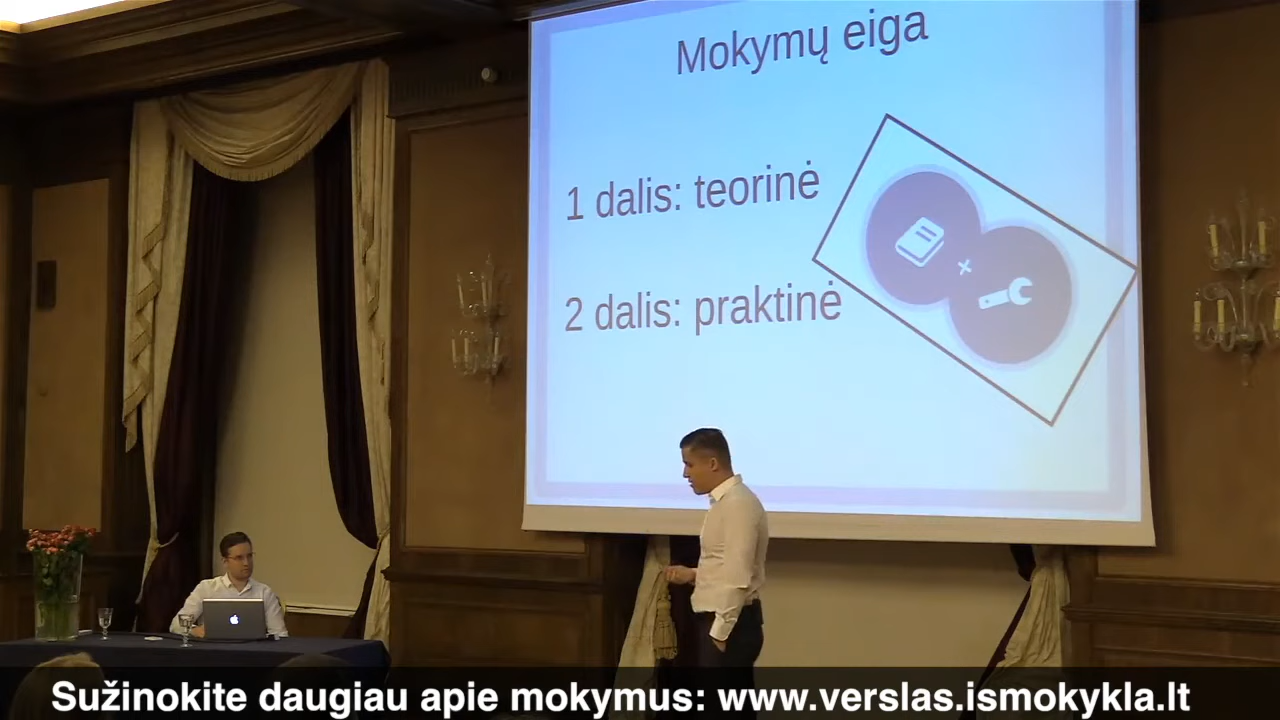 Mokymų eiga
1 dalis: teorinė
2 dalis: praktinė
Sužinokite daugiau apie mokymus: www.verslas.ismokykla.lt